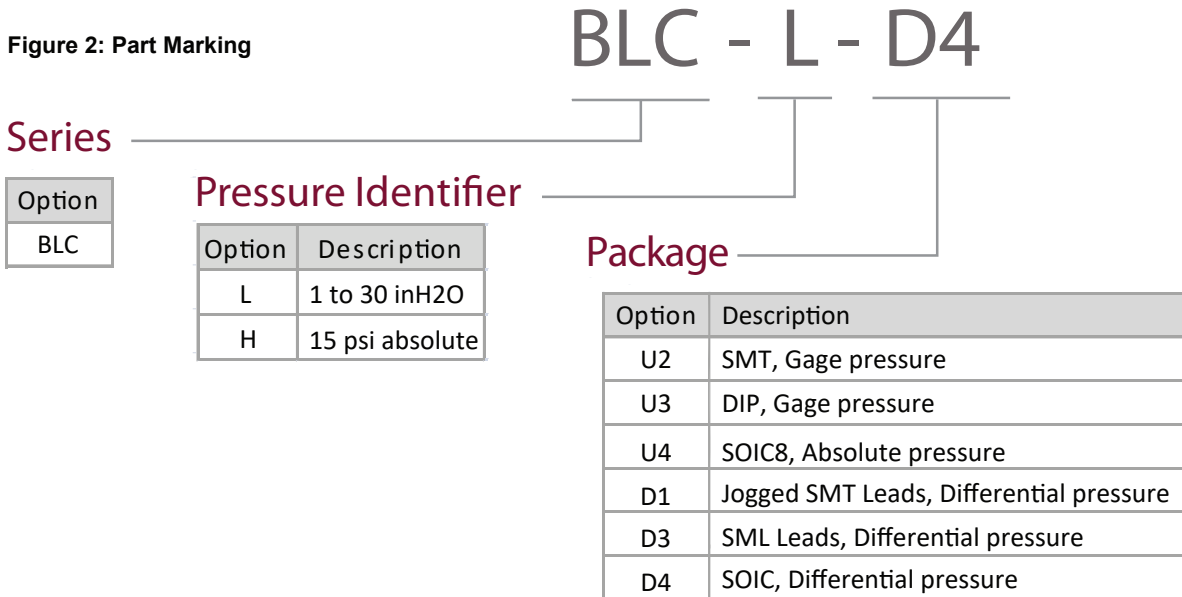 Figure 2: Part Marking
BLC - L - D4
Series
Option
BLC
Pressure Identifier
Option Description
L 1 to 30 inH2O
H 15 psi absolute
Package
Option Description
U2 SMT, Gage pressure
U3 DIP, Gage pressure
U4 SOIC8, Absolute pressure
D1 Jogged SMT Leads, Differential pressure
D3 SML Leads, Differential pressure
D4 SOIC, Differential pressure